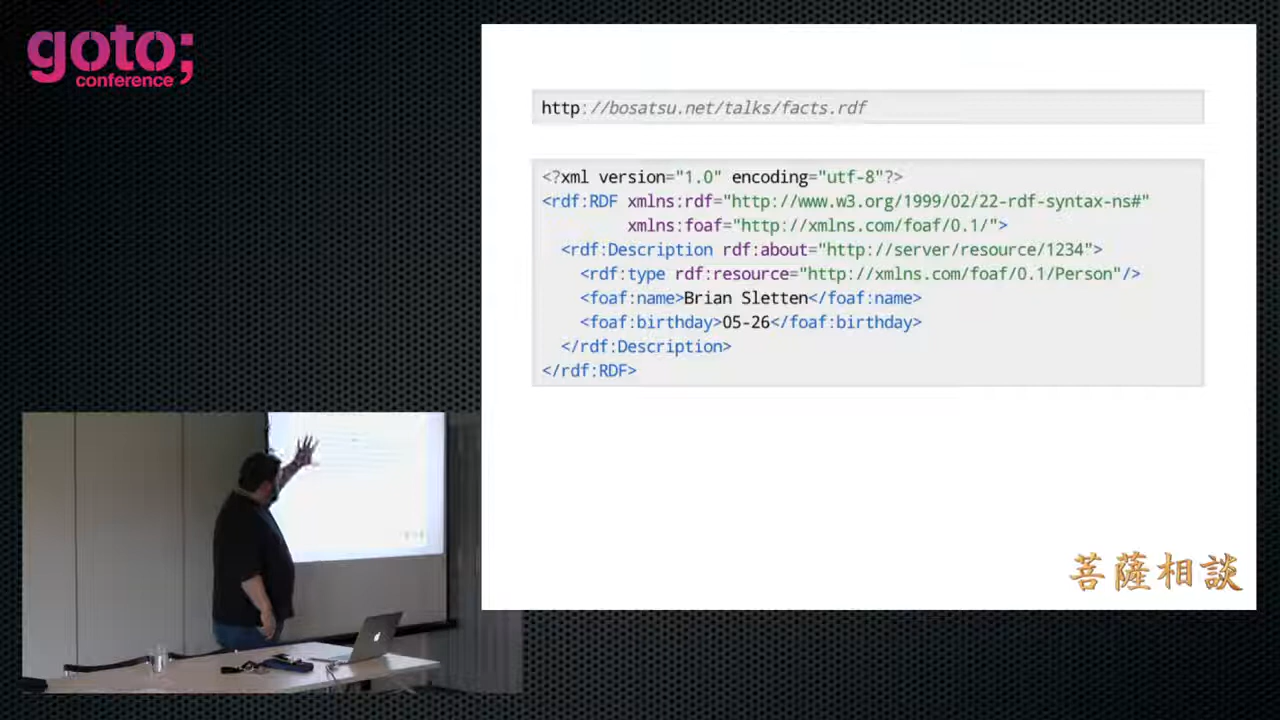 goto;
conference
http://bosatsu.net/talks/facts.rdf
<?xml version="1.0" encoding="utf-8"?>
<rdf:RDF xmlns:rdf="http://www.w3.org/1999/02/22-rdf-syntax-ns#"
xmlns:foaf="http://xmlns.com/foaf/0.1/">
<rdf:Description rdf:about="http://server/resource/1234">
<rdf:type rdf:resource="http://xmlns.com/foaf/0.1/Person"/>
<foaf:name>Brian Sletten</foaf:name>
<foaf:birthday>05-26</foaf:birthday>
</rdf:Description>
</rdf:RDF>
菩薩相談